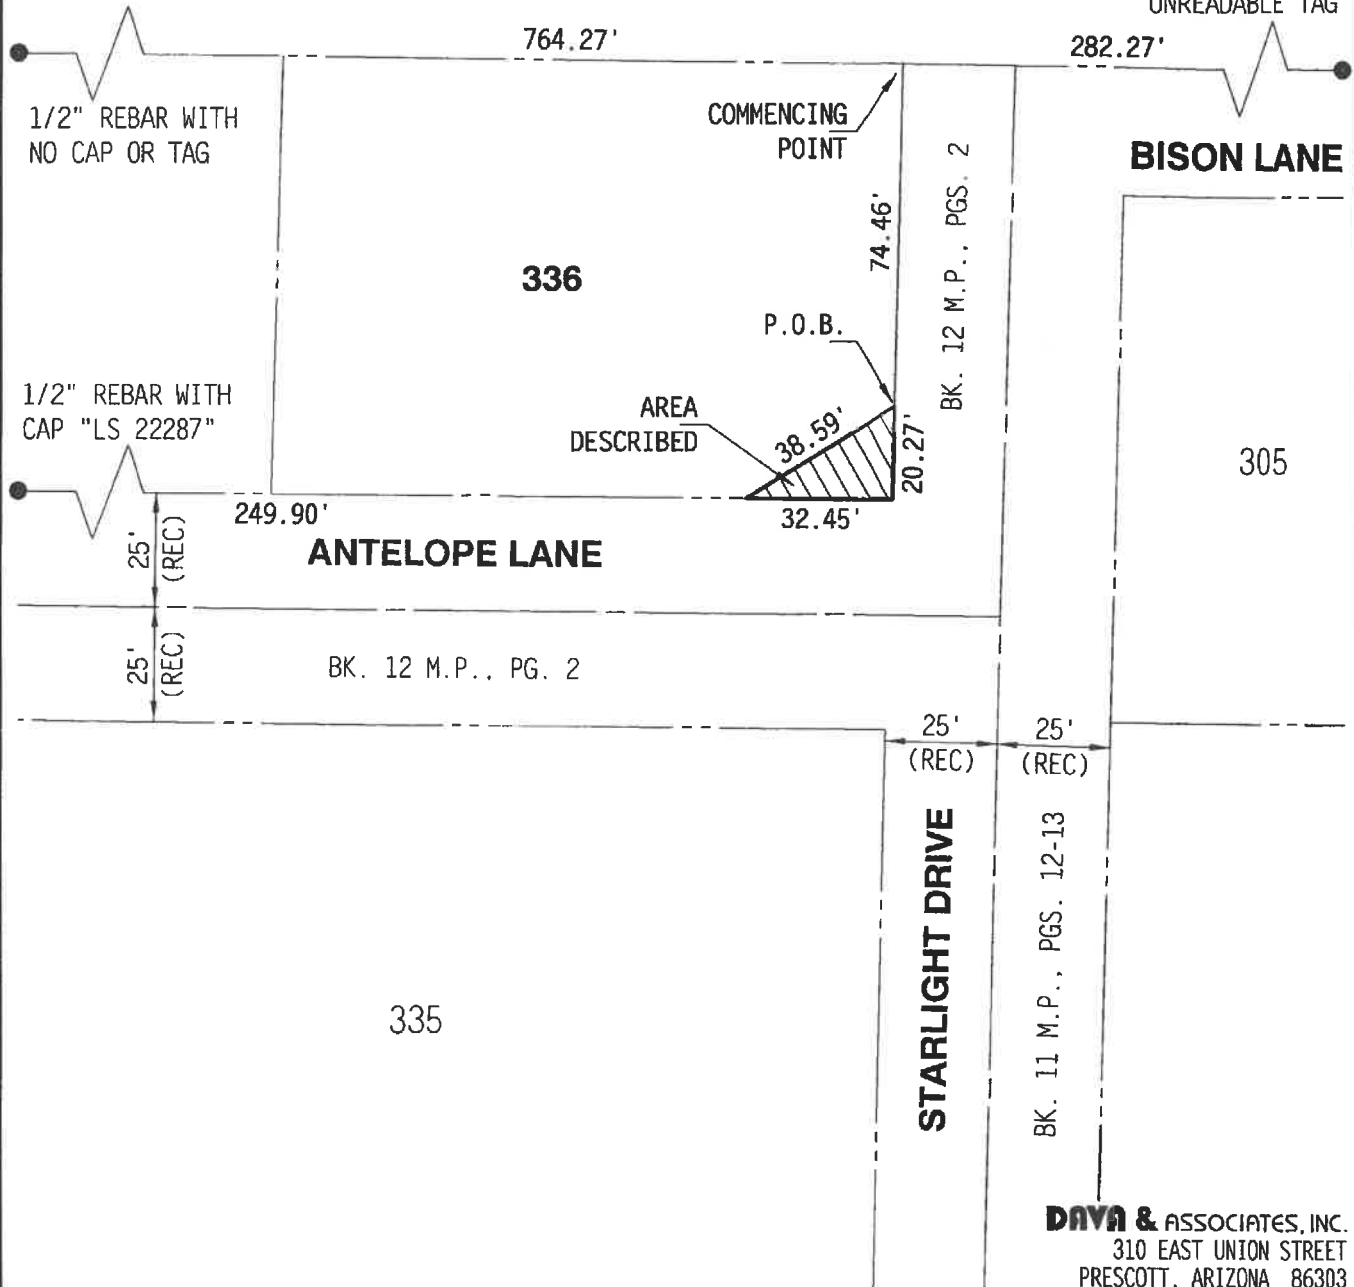 UNREADABLE TAG
764.27'
282.27'
1/2" REBAR WITH
NO CAP OR TAG
COMMENCING
POINT
BISON LANE
BK. 12 M.P., PGS. 2
74.46'
336
P.O.B.
1/2" REBAR WITH
CAP "LS 22287"
AREA
DESCRIBED
38.59'
20.27'
305
249.90'
32.45'
25'
(REC)
ANTELOPE LANE
25'
(REC)
BK. 12 M.P., PG. 2
25'
(REC)
25'
(REC)
STARLIGHT DRIVE
BK. 11 M.P., PGS. 12-13
335
DAVA & ASSOCIATES, INC.
310 EAST UNION STREET
PRESCOTT, ARIZONA 86303